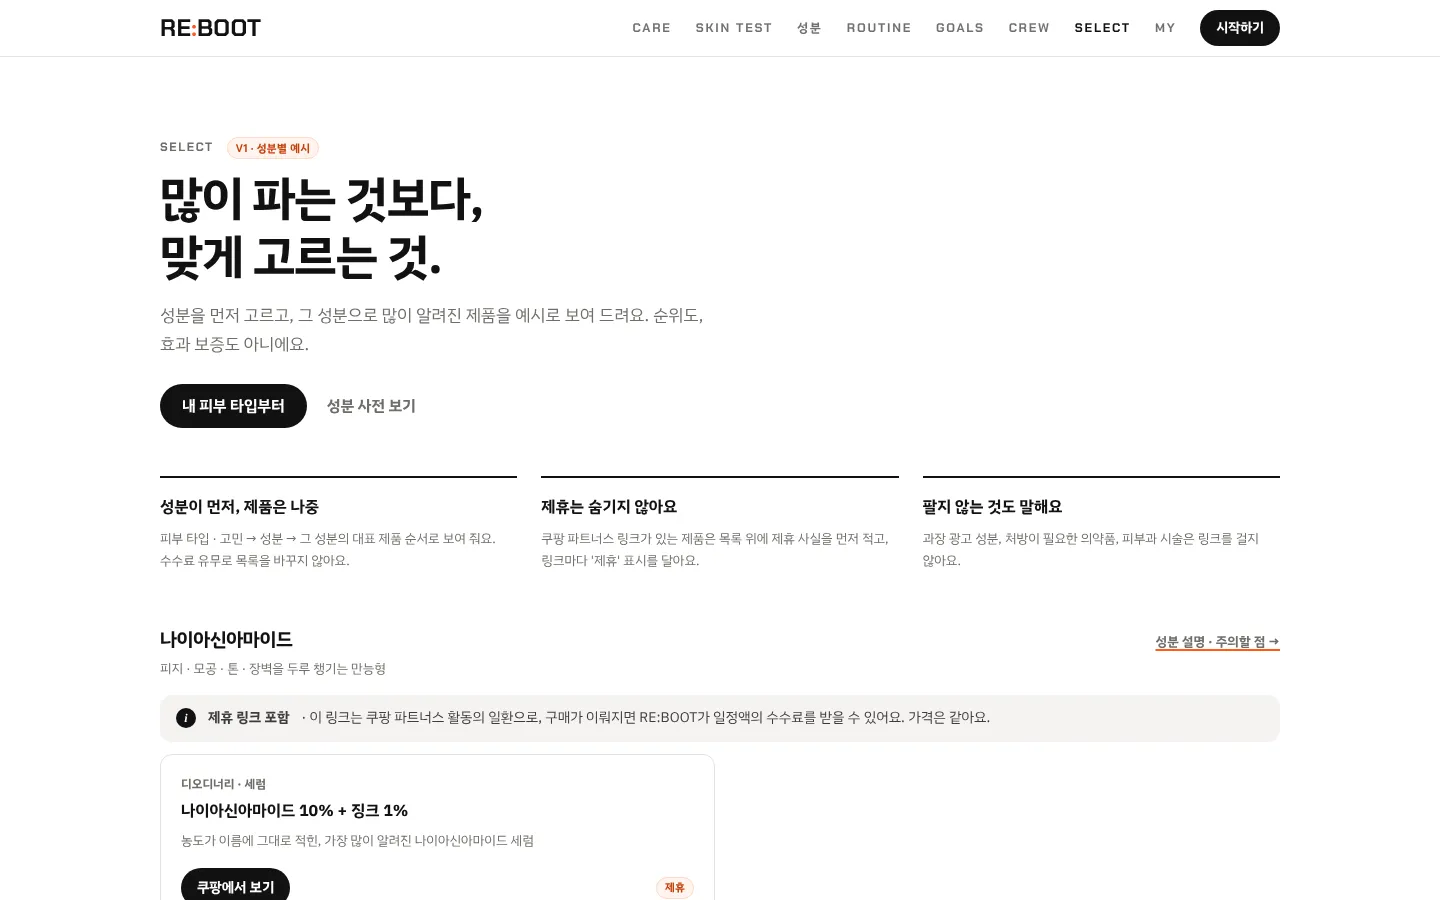 RE:BOOT
CARE SKIN TEST 성분 ROUTINE GOALS CREW SELECT MY 시작하기
SELECT V1 · 성분별 예시
많이 파는 것보다,
맞게 고르는 것.
성분을 먼저 고르고, 그 성분으로 많이 알려진 제품을 예시로 보여 드려요. 순위도,
효과 보증도 아니에요.
내 피부 타입부터 성분 사전 보기
성분이 먼저, 제품은 나중
피부 타입 · 고민 → 성분 → 그 성분의 대표 제품 순서로 보여 줘요.
수수료 유무로 목록을 바꾸지 않아요.
제휴는 숨기지 않아요
쿠팡 파트너스 링크가 있는 제품은 목록 위에 제휴 사실을 먼저 적고,
링크마다 '제휴' 표시를 달아요.
팔지 않는 것도 말해요
과장 광고 성분, 처방이 필요한 의약품, 피부과 시술은 링크를 걸지
않아요.
나이아신아마이드
성분 설명 · 주의할 점 →
피지 · 모공 · 톤 · 장벽을 두루 챙기는 만능형
i 제휴 링크 포함 · 이 링크는 쿠팡 파트너스 활동의 일환으로, 구매가 이뤄지면 RE:BOOT가 일정액의 수수료를 받을 수 있어요. 가격은 같아요.
디오디너리 · 세럼
나이아신아마이드 10% + 징크 1%
농도가 이름에 그대로 적힌, 가장 많이 알려진 나이아신아마이드 세럼
쿠팡에서 보기 제휴